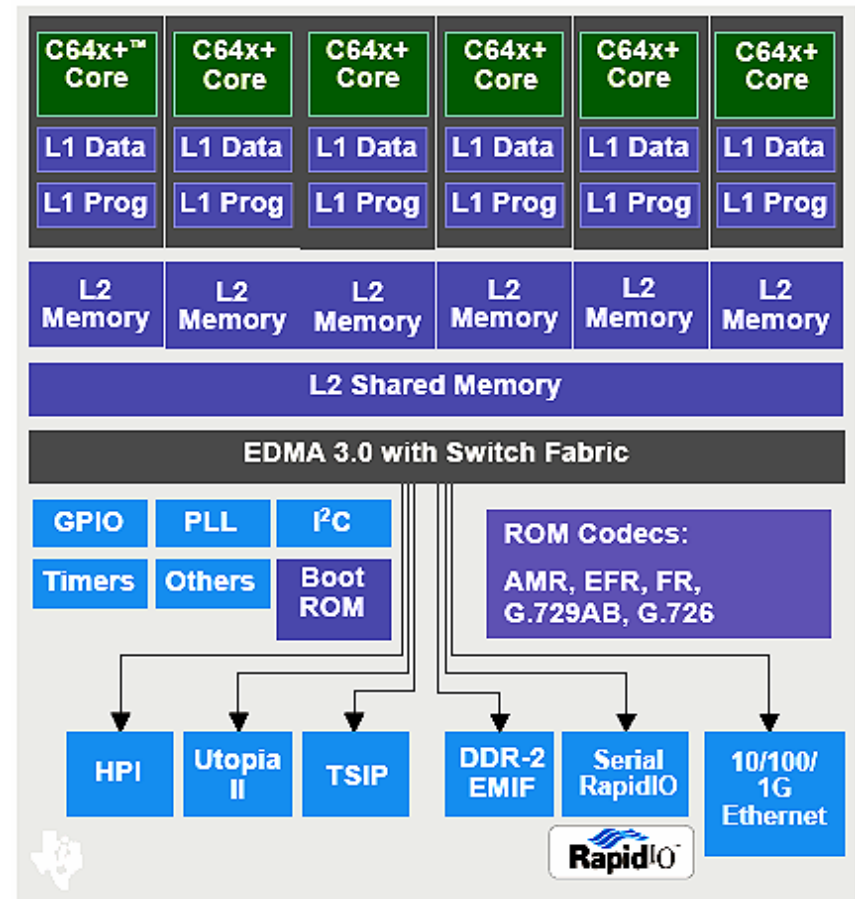 C64x+™
Core
C64x+
Core
C64x+
Core
C64x+
Core
C64x+
Core
C64x+
Core
L1 Data
L1 Data
L1 Data
L1 Data
L1 Data
L1 Data
L1 Prog
L1 Prog
L1 Prog
L1 Prog
L1 Prog
L1 Prog
L2
Memory
L2
Memory
L2
Memory
L2
Memory
L2
Memory
L2
Memory
L2 Shared Memory
EDMA 3.0 with Switch Fabric
GPIO
PLL
I²C
Timers
Others
Boot
ROM
ROM Codecs:
AMR, EFR, FR,
G.729AB, G.726
HPI
Utopia
II
TSIP
DDR-2
EMIF
Serial
RapidIO
10/100/
1G
Ethernet
RapidIO